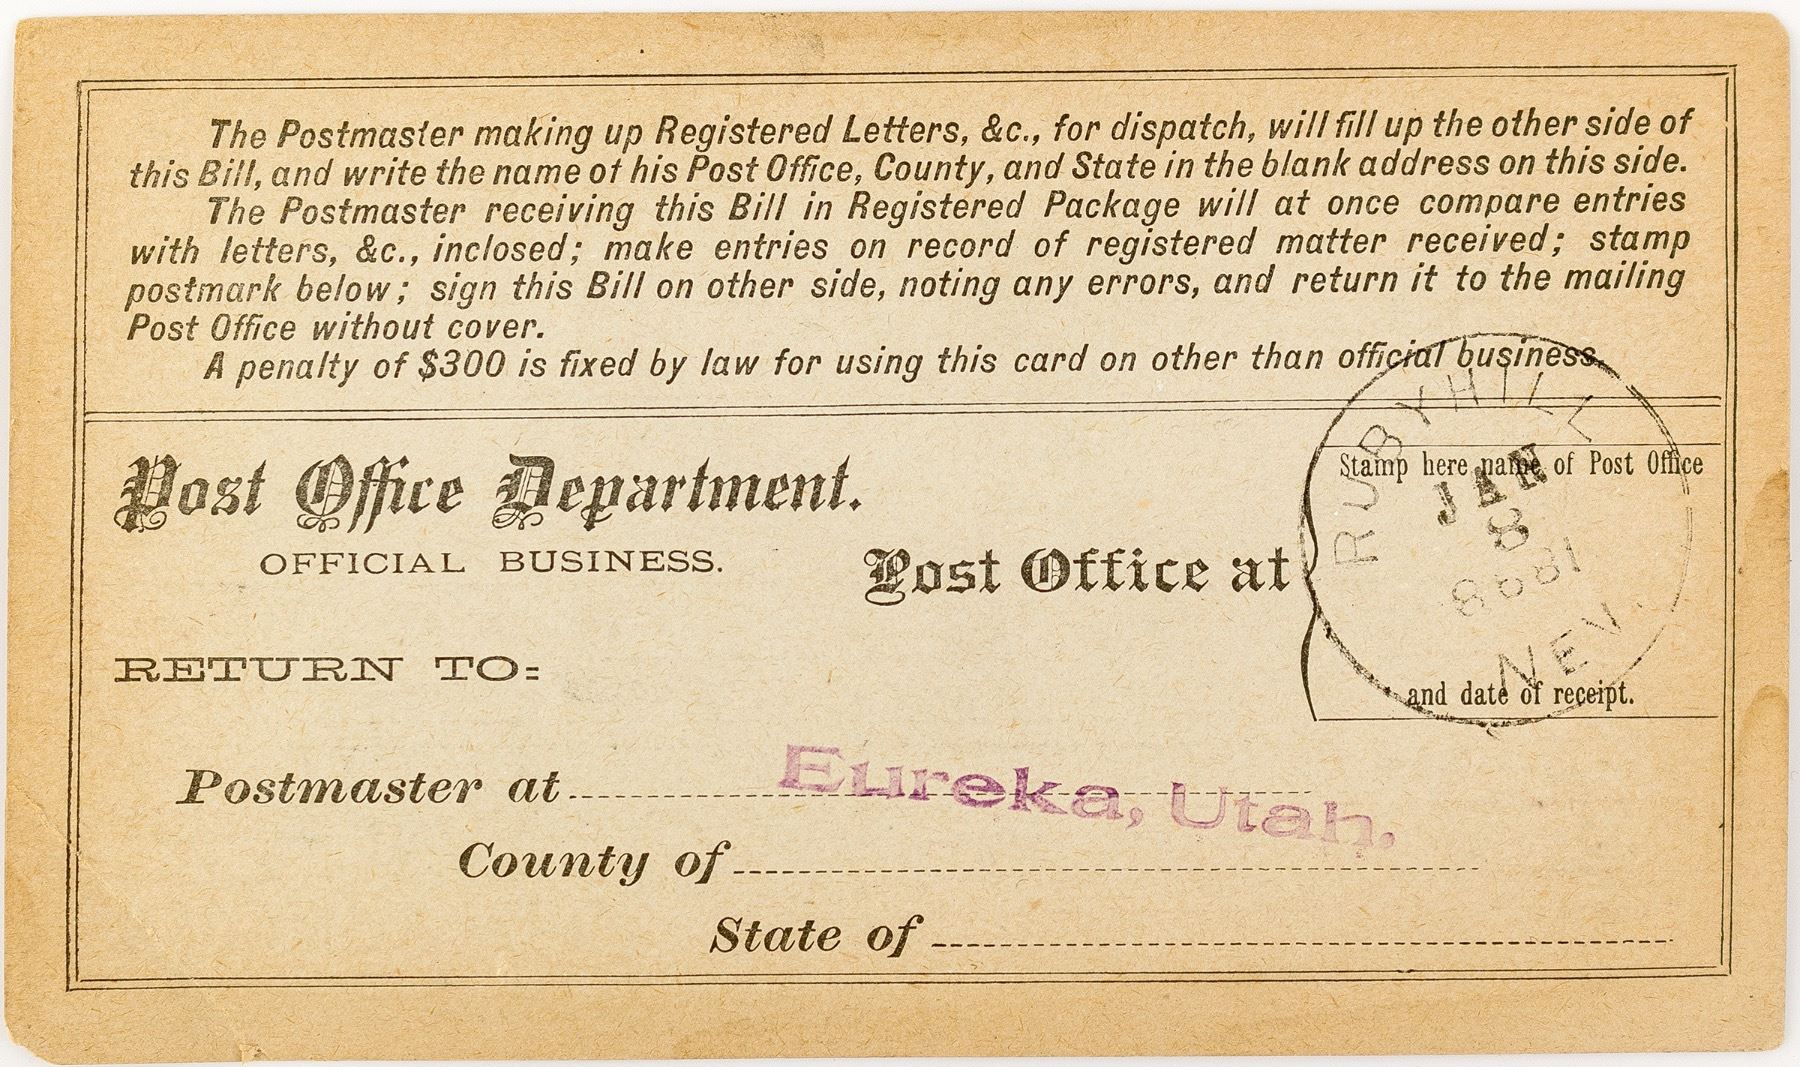 The Postmaster making up Registered Letters, &c., for dispatch, will fill up the other side of
this Bill, and write the name of his Post Office, County, and State in the blank address on this side.
The Postmaster receiving this Bill in Registered Package will at once compare entries
with letters, &c., inclosed; make entries on record of registered matter received; stamp
postmark below; sign this Bill on other side, noting any errors, and return it to the mailing
Post Office without cover.
A penalty of $300 is fixed by law for using this card on other than official business.
Post Office Department.
OFFICIAL BUSINESS.
Post Office at
Stamp here name of Post Office
and date of receipt.
RUBY HILL
JAN
8
NEV.
RETURN TO:
Postmaster at
Eureka, Utah.
County of
State of